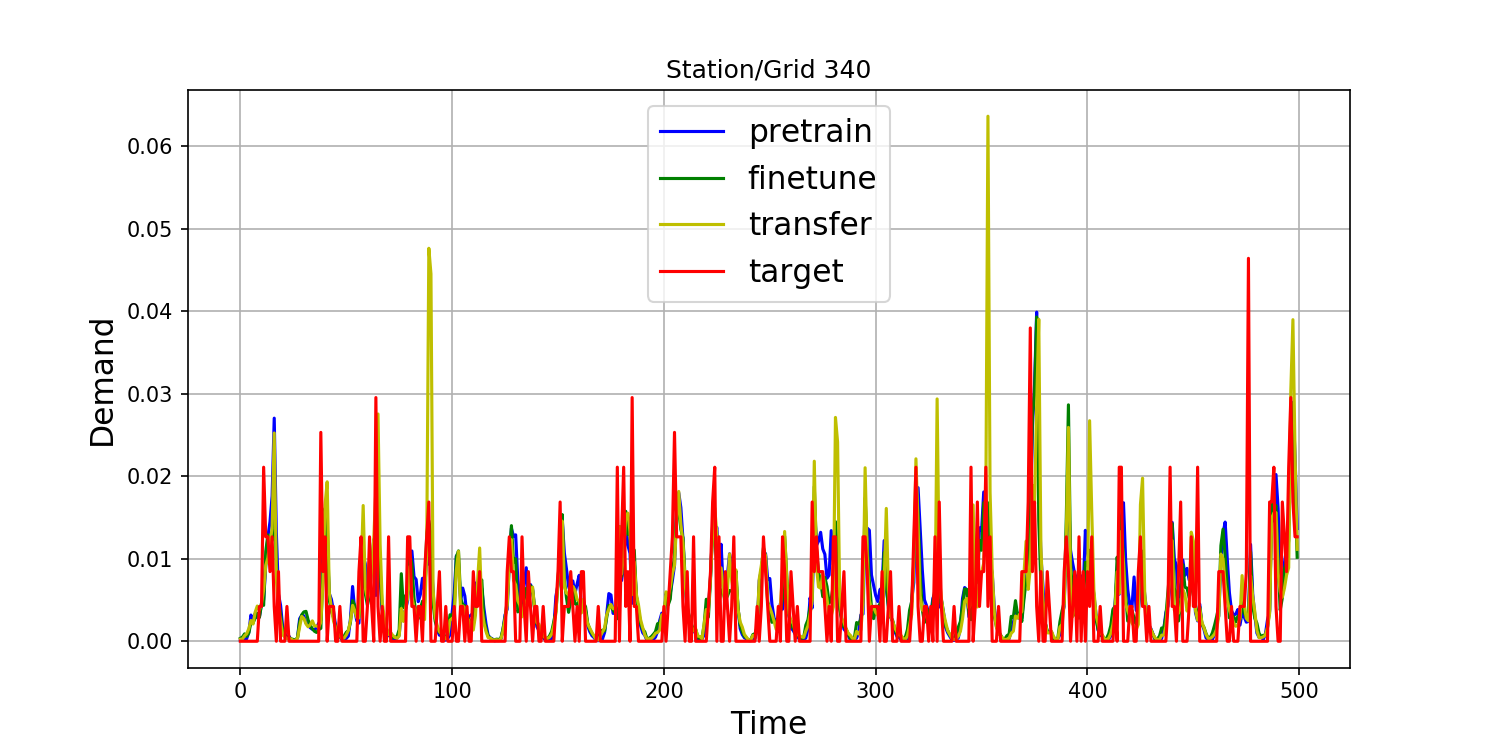 Station/Grid 340
pretrain
finetune
transfer
target
Demand
0.06
0.05
0.04
0.03
0.02
0.01
0.00
0 100 200 300 400 500
Time